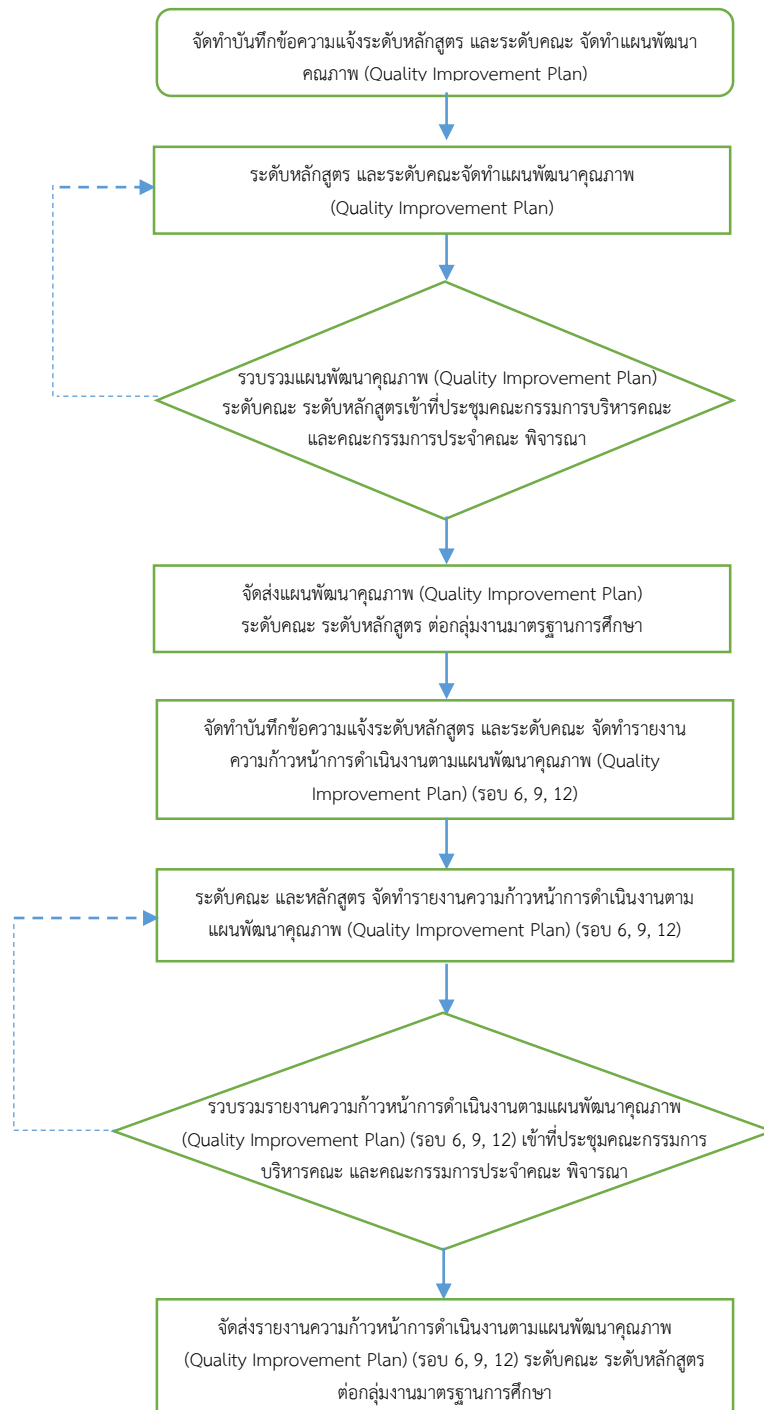 จัดทำบันทึกข้อความแจ้งระดับหลักสูตร และระดับคณะ จัดทำแผนพัฒนา
คุณภาพ (Quality Improvement Plan)
ระดับหลักสูตร และระดับคณะจัดทำแผนพัฒนาคุณภาพ
(Quality Improvement Plan)
รวบรวมแผนพัฒนาคุณภาพ (Quality Improvement Plan)
ระดับคณะ ระดับหลักสูตรเข้าที่ประชุมคณะกรรมการบริหารคณะ
และคณะกรรมการประจำคณะ พิจารณา
จัดส่งแผนพัฒนาคุณภาพ (Quality Improvement Plan)
ระดับคณะ ระดับหลักสูตร ต่อกลุ่มงานมาตรฐานการศึกษา
จัดทำบันทึกข้อความแจ้งระดับหลักสูตร และระดับคณะ จัดทำรายงาน
ความก้าวหน้าการดำเนินงานตามแผนพัฒนาคุณภาพ (Quality
Improvement Plan) (รอบ 6, 9, 12)
ระดับคณะ และหลักสูตร จัดทำรายงานความก้าวหน้าการดำเนินงานตาม
แผนพัฒนาคุณภาพ (Quality Improvement Plan) (รอบ 6, 9, 12)
รวบรวมรายงานความก้าวหน้าการดำเนินงานตามแผนพัฒนาคุณภาพ
(Quality Improvement Plan) (รอบ 6, 9, 12) เข้าที่ประชุมคณะกรรมการ
บริหารคณะ และคณะกรรมการประจำคณะ พิจารณา
จัดส่งรายงานความก้าวหน้าการดำเนินงานตามแผนพัฒนาคุณภาพ
(Quality Improvement Plan) (รอบ 6, 9, 12) ระดับคณะ ระดับหลักสูตร
ต่อกลุ่มงานมาตรฐานการศึกษา